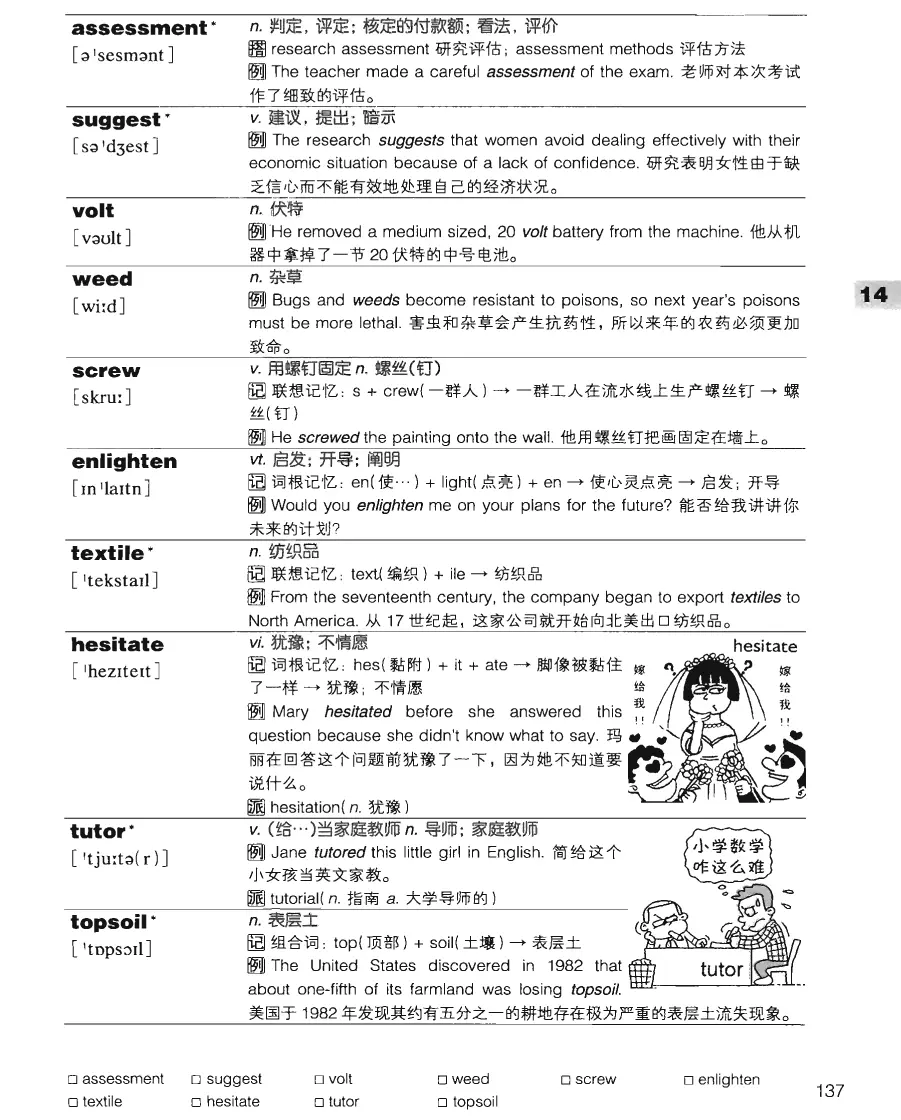 assessment* n. 判定，评定；核定的付款额；看法，评价
[əˈsesmənt] 搭 research assessment 研究评估；assessment methods 评估方法
例 The teacher made a careful assessment of the exam. 老师对本次考试
作了细致的评估。
suggest* v. 建议，提出；暗示
[səˈdʒest] 例 The research suggests that women avoid dealing effectively with their
economic situation because of a lack of confidence. 研究表明女性由于缺
乏信心而不能有效地处理自己的经济状况。
volt n. 伏特
[vəult] 例 He removed a medium sized, 20 volt battery from the machine. 他从机
器中拿掉了一节 20 伏特的中号电池。
weed n. 杂草
[wiːd] 例 Bugs and weeds become resistant to poisons, so next year's poisons
must be more lethal. 害虫和杂草会产生抗药性，所以来年的农药必须更加
致命。
14
screw v. 用螺钉固定 n. 螺丝(钉)
[skruː] 记 联想记忆：s + crew(一群人) → 一群工人在流水线上生产螺丝钉 → 螺
丝(钉)
例 He screwed the painting onto the wall. 他用螺丝钉把画固定在墙上。
enlighten vt. 启发；开导；阐明
[ɪnˈlaɪtn] 记 词根记忆：en(使…) + light(点亮) + en → 使心灵点亮 → 启发；开导
例 Would you enlighten me on your plans for the future? 能否给我讲讲你
未来的计划?
textile* n. 纺织品
[ˈtekstaɪl] 记 联想记忆：text(编织) + ile → 纺织品
例 From the seventeenth century, the company began to export textiles to
North America. 从 17 世纪起，这家公司就开始向北美出口纺织品。
hesitate vi. 犹豫；不情愿
[ˈhezɪteɪt] 记 词根记忆：hes(黏附) + it + ate → 脚像被黏住
了一样 → 犹豫；不情愿
例 Mary hesitated before she answered this
question because she didn't know what to say. 玛
丽在回答这个问题前犹豫了一下，因为她不知道要
说什么。
派 hesitation(n. 犹豫)
hesitate
嫁给我!!
嫁给我!!
tutor* v. (给…)当家庭教师 n. 导师；家庭教师
[ˈtjuːtə(r)] 例 Jane tutored this little girl in English. 简给这个
小女孩当英文家教。
派 tutorial(n. 指南 a. 大学导师的)
小学数学
咋这么难
tutor
topsoil* n. 表层土
[ˈtɒpsɔɪl] 记 组合词：top(顶部) + soil(土壤) → 表层土
例 The United States discovered in 1982 that
about one-fifth of its farmland was losing topsoil.
美国于 1982 年发现其约有五分之一的耕地存在极为严重的表层土流失现象。
□ assessment □ suggest □ volt □ weed □ screw □ enlighten
□ textile □ hesitate □ tutor □ topsoil
137